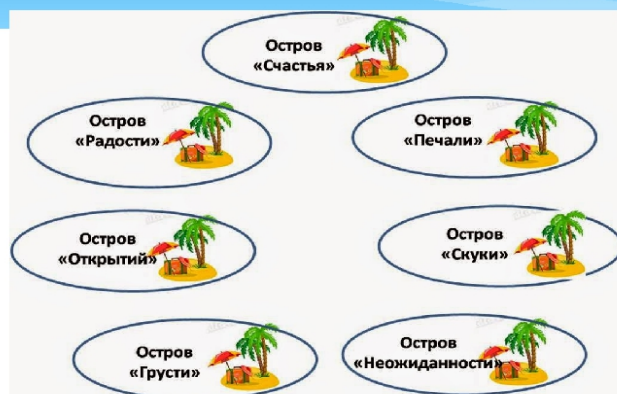 Остров
«Счастья»
Остров
«Радости»
Остров
«Печали»
Остров
«Открытий»
Остров
«Скуки»
Остров
«Грусти»
Остров
«Неожиданности»